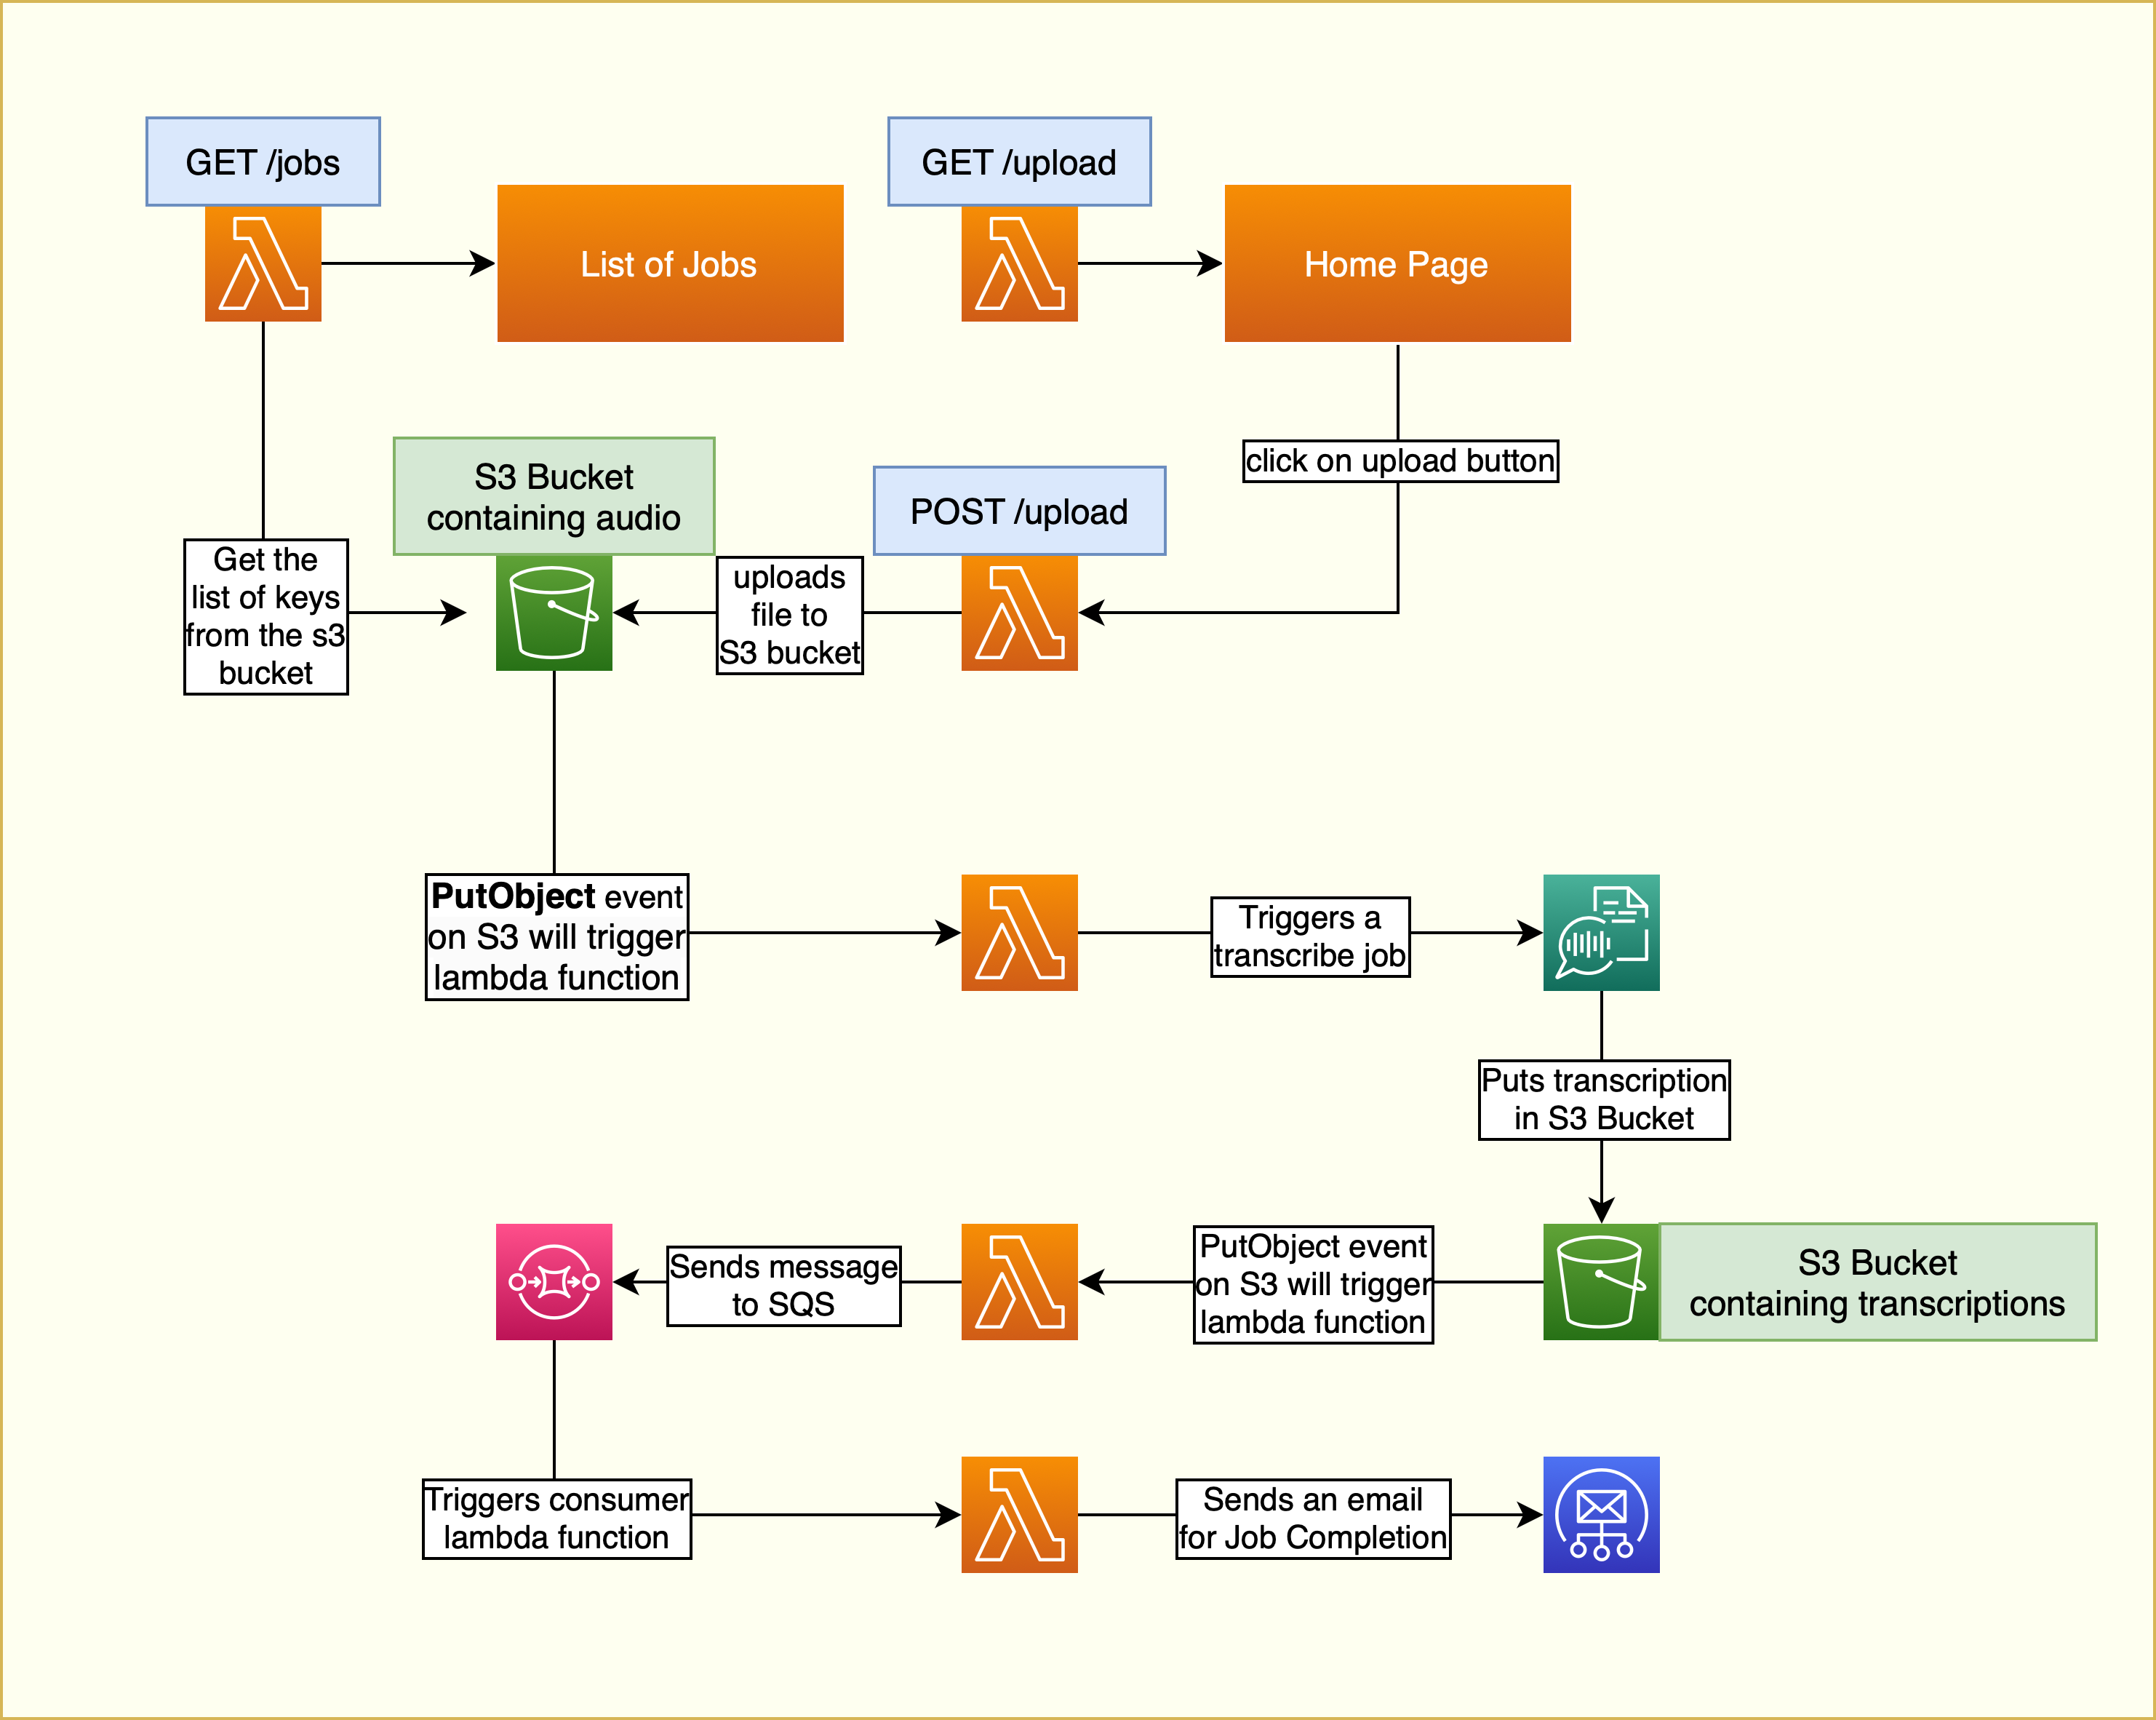 GET /jobs
List of Jobs
GET /upload
Home Page
click on upload button
S3 Bucket
containing audio
POST /upload
Get the
list of keys
from the s3
bucket
uploads
file to
S3 bucket
PutObject event
on S3 will trigger
lambda function
Triggers a
transcribe job
Puts transcription
in S3 Bucket
Sends message
to SQS
PutObject event
on S3 will trigger
lambda function
S3 Bucket
containing transcriptions
Triggers consumer
lambda function
Sends an email
for Job Completion